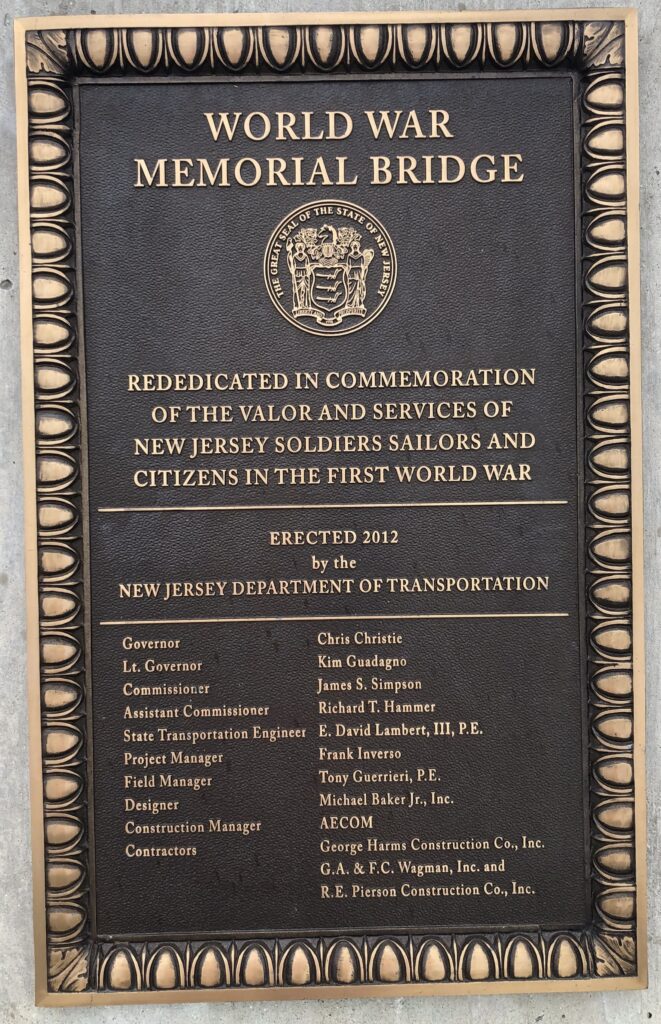 WORLD WAR
MEMORIAL BRIDGE
THE GREAT SEAL OF THE STATE OF NEW JERSEY
LIBERTY AND PROSPERITY
REDEDICATED IN COMMEMORATION
OF THE VALOR AND SERVICES OF
NEW JERSEY SOLDIERS SAILORS AND
CITIZENS IN THE FIRST WORLD WAR
ERECTED 2012
by the
NEW JERSEY DEPARTMENT OF TRANSPORTATION
Governor Chris Christie
Lt. Governor Kim Guadagno
Commissioner James S. Simpson
Assistant Commissioner Richard T. Hammer
State Transportation Engineer E. David Lambert, III, P.E.
Project Manager Frank Inverso
Field Manager Tony Guerrieri, P.E.
Designer Michael Baker Jr., Inc.
Construction Manager AECOM
Contractors George Harms Construction Co., Inc.
G.A. & F.C. Wagman, Inc. and
R.E. Pierson Construction Co., Inc.